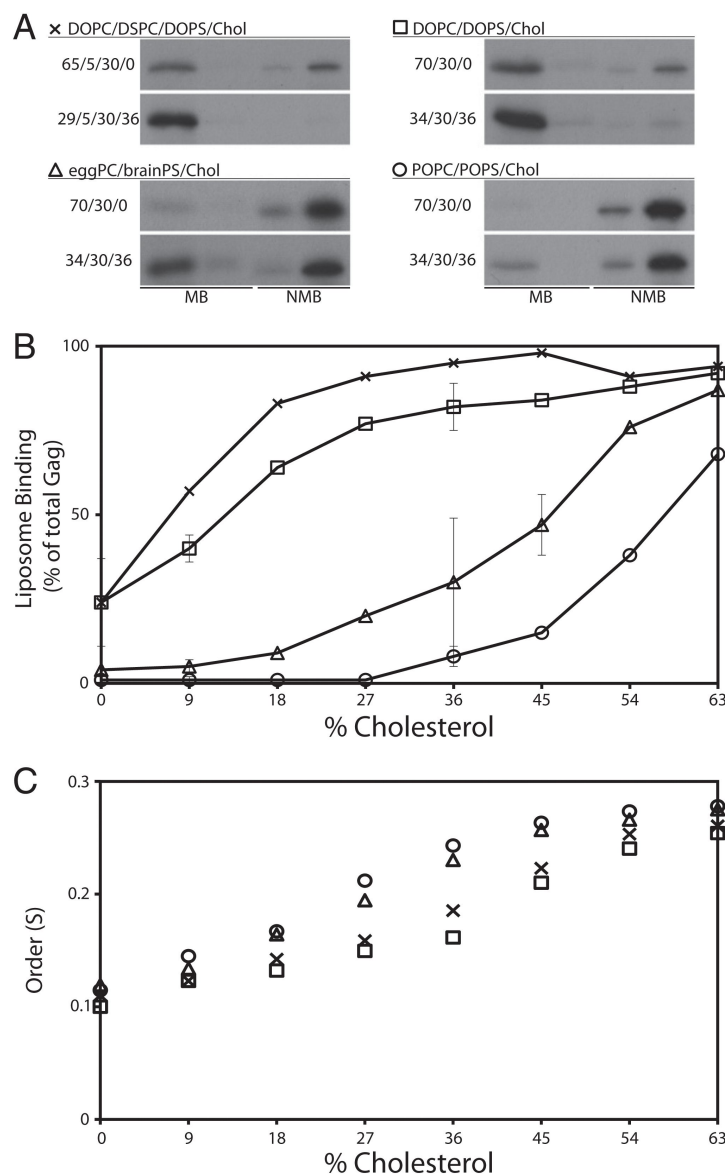 A
× DOPC/DSPC/DOPS/Chol
65/5/30/0
29/5/30/36
□ DOPC/DOPS/Chol
70/30/0
34/30/36
△ eggPC/brainPS/Chol
70/30/0
34/30/36
MB
NMB
○ POPC/POPS/Chol
70/30/0
34/30/36
MB
NMB
B
Liposome Binding
(% of total Gag)
100
50
0
0 9 18 27 36 45 54 63
% Cholesterol
C
Order (S)
0.3
0.2
0.1
0
0 9 18 27 36 45 54 63
% Cholesterol